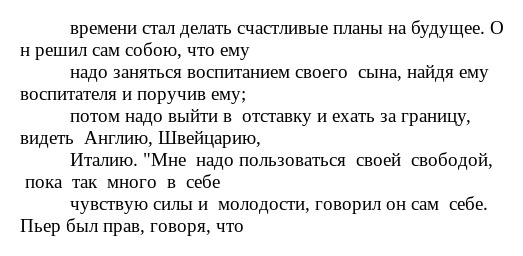 времени стал делать счастливые планы на будущее. О
н решил сам собою, что ему
надо заняться воспитанием своего  сына, найдя ему
воспитателя и поручив ему;
потом надо выйти в  отставку и ехать за границу,
видеть  Англию, Швейцарию,
Италию. "Мне  надо пользоваться  своей  свободой,
пока  так  много  в  себе
чувствую силы и  молодости, говорил он сам  себе.
Пьер был прав, говоря, что